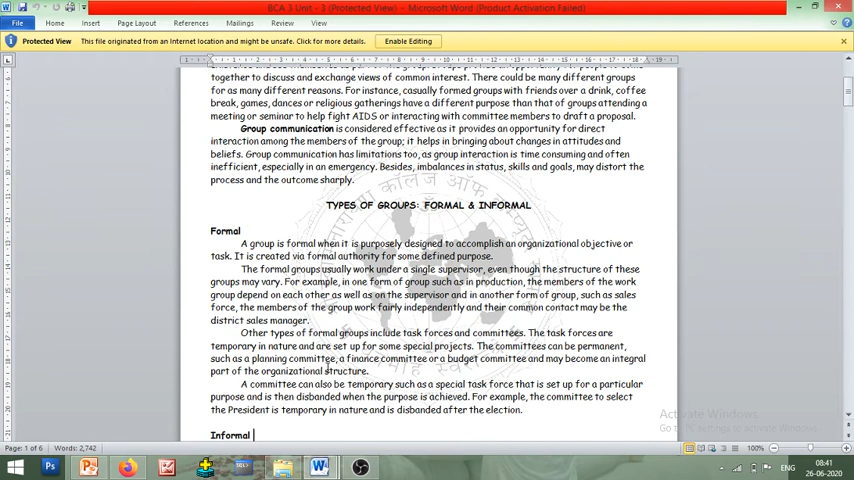 BCA 3 Unit - 3 (Protected View) - Microsoft Word (Product Activation Failed)
File Home Insert Page Layout References Mailings Review View
Protected View This file originated from an Internet location and might be unsafe. Click for more details. Enable Editing
together to discuss and exchange views of common interest. There could be many different groups
for as many different reasons. For instance, casually formed groups with friends over a drink, coffee
break, games, dances or religious gatherings have a different purpose than that of groups attending a
meeting or seminar to help fight AIDS or interacting with committee members to draft a proposal.
Group communication is considered effective as it provides an opportunity for direct
interaction among the members of the group; it helps in bringing about changes in attitudes and
beliefs. Group communication has limitations too, as group interaction is time consuming and often
inefficient, especially in an emergency. Besides, imbalances in status, skills and goals, may distort the
process and the outcome sharply.
TYPES OF GROUPS: FORMAL & INFORMAL
Formal
A group is formal when it is purposely designed to accomplish an organizational objective or
task. It is created via formal authority for some defined purpose.
The formal groups usually work under a single supervisor, even though the structure of these
groups may vary. For example, in one form of group such as in production, the members of the work
group depend on each other as well as on the supervisor and in another form of group, such as sales
force, the members of the group work fairly independently and their common contact may be the
district sales manager.
Other types of formal groups include task forces and committees. The task forces are
temporary in nature and are set up for some special projects. The committees can be permanent,
such as a planning committee, a finance committee or a budget committee and may become an integral
part of the organizational structure.
A committee can also be temporary such as a special task force that is set up for a particular
purpose and is then disbanded when the purpose is achieved. For example, the committee to select
the President is temporary in nature and is disbanded after the election.
Informal
Activate Windows
Go to PC settings to activate Windows.
Page: 1 of 6 Words: 2,742 100%
ENG 08:41
26-06-2020